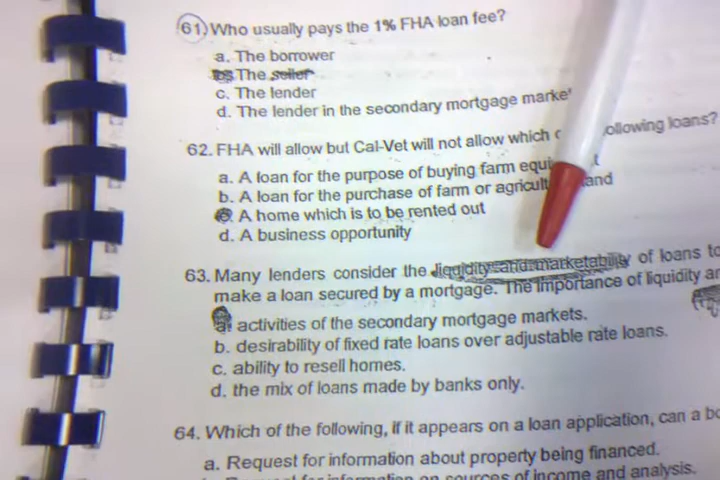 61. Who usually pays the 1% FHA loan fee?
a. The borrower
The seller
c. The lender
d. The lender in the secondary mortgage
62. FHA will allow but Cal-Vet will not allow which ollowing loans?
a. A loan for the purpose of buying farm
b. A loan for the purchase of farm or
A home which is to be rented out
d. A business opportunity
63. Many lenders consider the liquidity and marketability of loans to
make a loan secured by a mortgage. The importance of liquidity
a. activities of the secondary mortgage markets.
b. desirability of fixed rate loans over adjustable rate loans.
c. ability to resell homes.
d. the mix of loans made by banks only.
64. Which of the following, if it appears on a loan application, can a
a. Request for information about property being financed.
on sources of income and analysis.